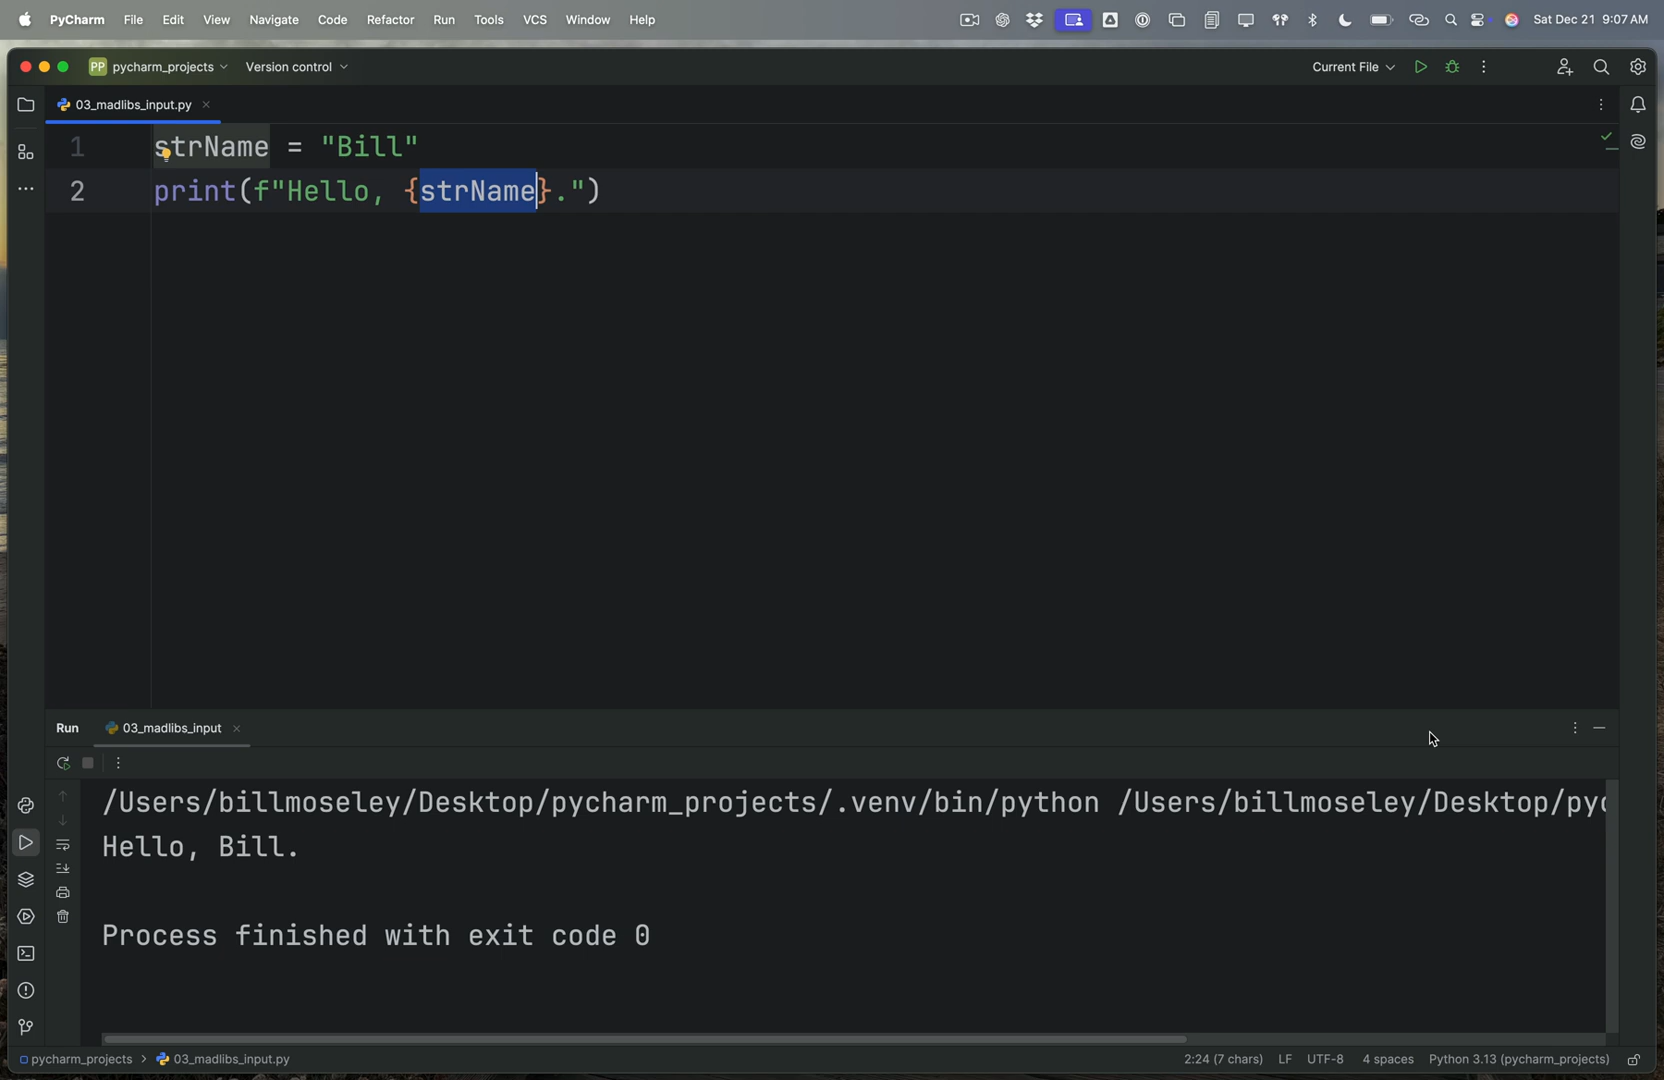 PyCharm File Edit View Navigate Code Refactor Run Tools VCS Window Help Sat Dec 21 9:07 AM
PP pycharm_projects Version control Current File
03_madlibs_input.py
1 strName = "Bill"
2 print(f"Hello, {strName}.")
Run 03_madlibs_input
/Users/billmoseley/Desktop/pycharm_projects/.venv/bin/python /Users/billmoseley/Desktop/pyc
Hello, Bill.
Process finished with exit code 0
pycharm_projects > 03_madlibs_input.py 2:24 (7 chars) LF UTF-8 4 spaces Python 3.13 (pycharm_projects)